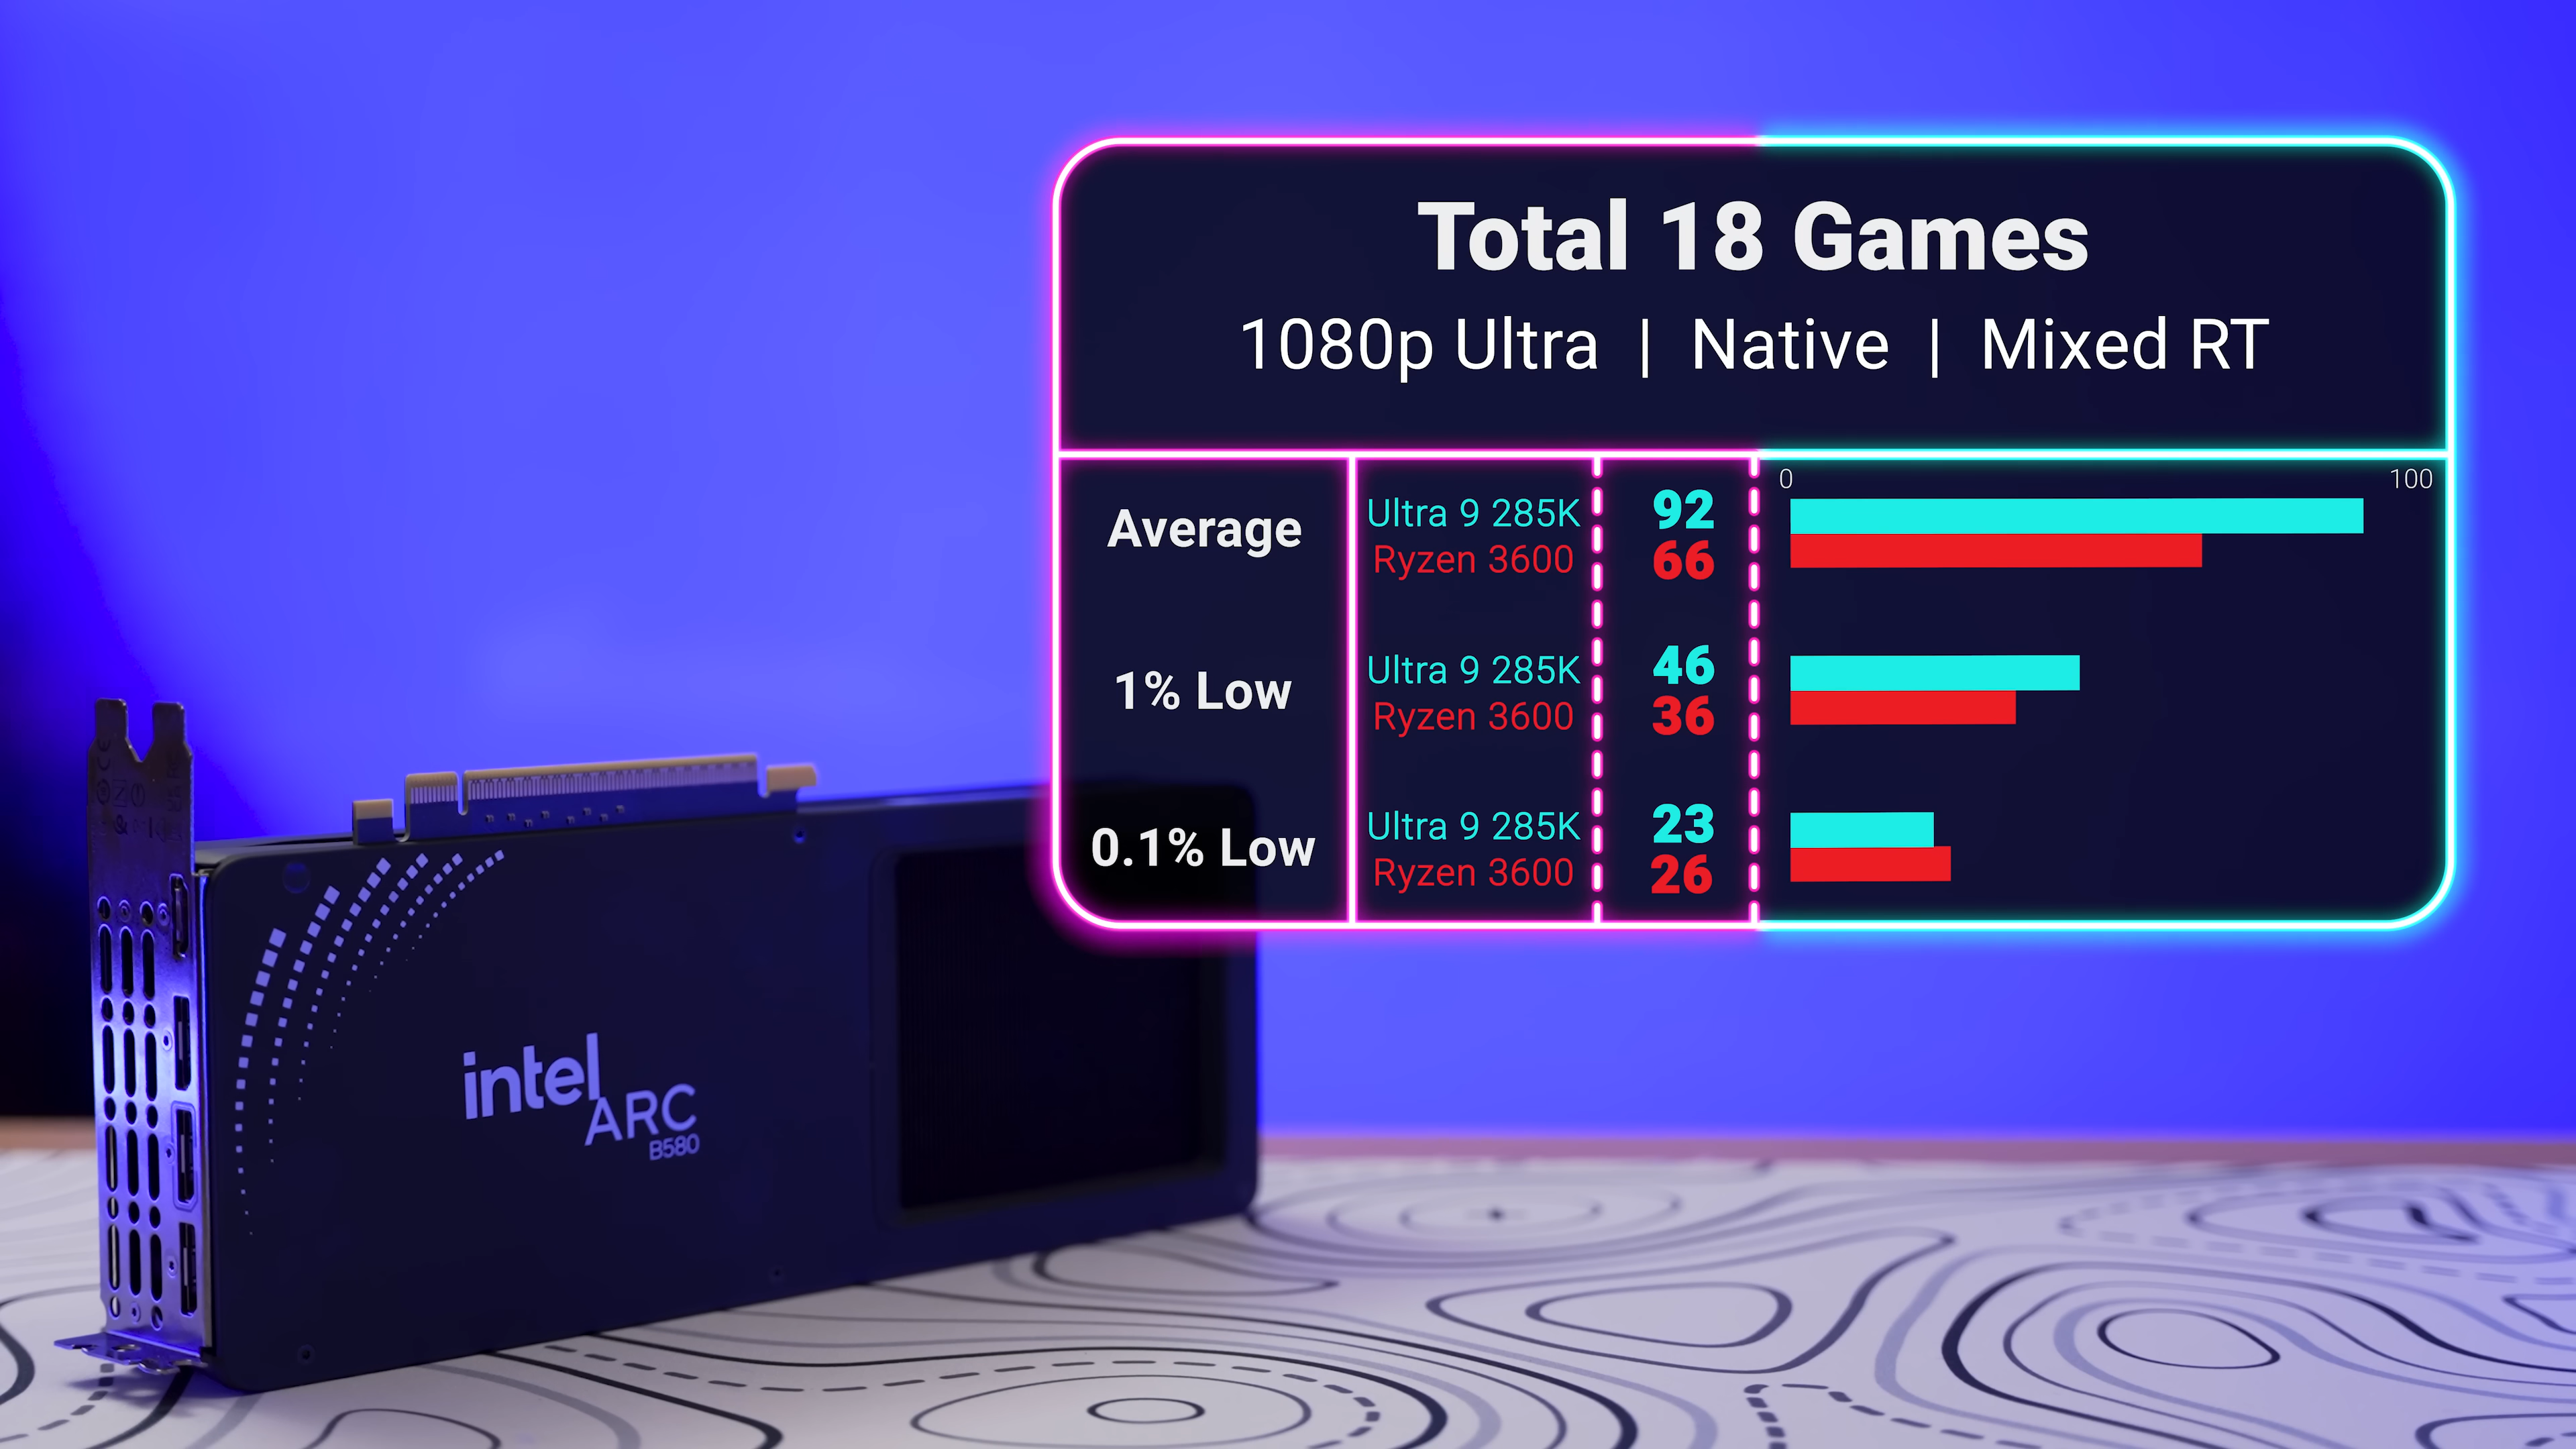 Total 18 Games
1080p Ultra | Native | Mixed RT
0 100
Average
Ultra 9 285K 92
Ryzen 3600 66
1% Low
Ultra 9 285K 46
Ryzen 3600 36
0.1% Low
Ultra 9 285K 23
Ryzen 3600 26
intel
ARC
B580